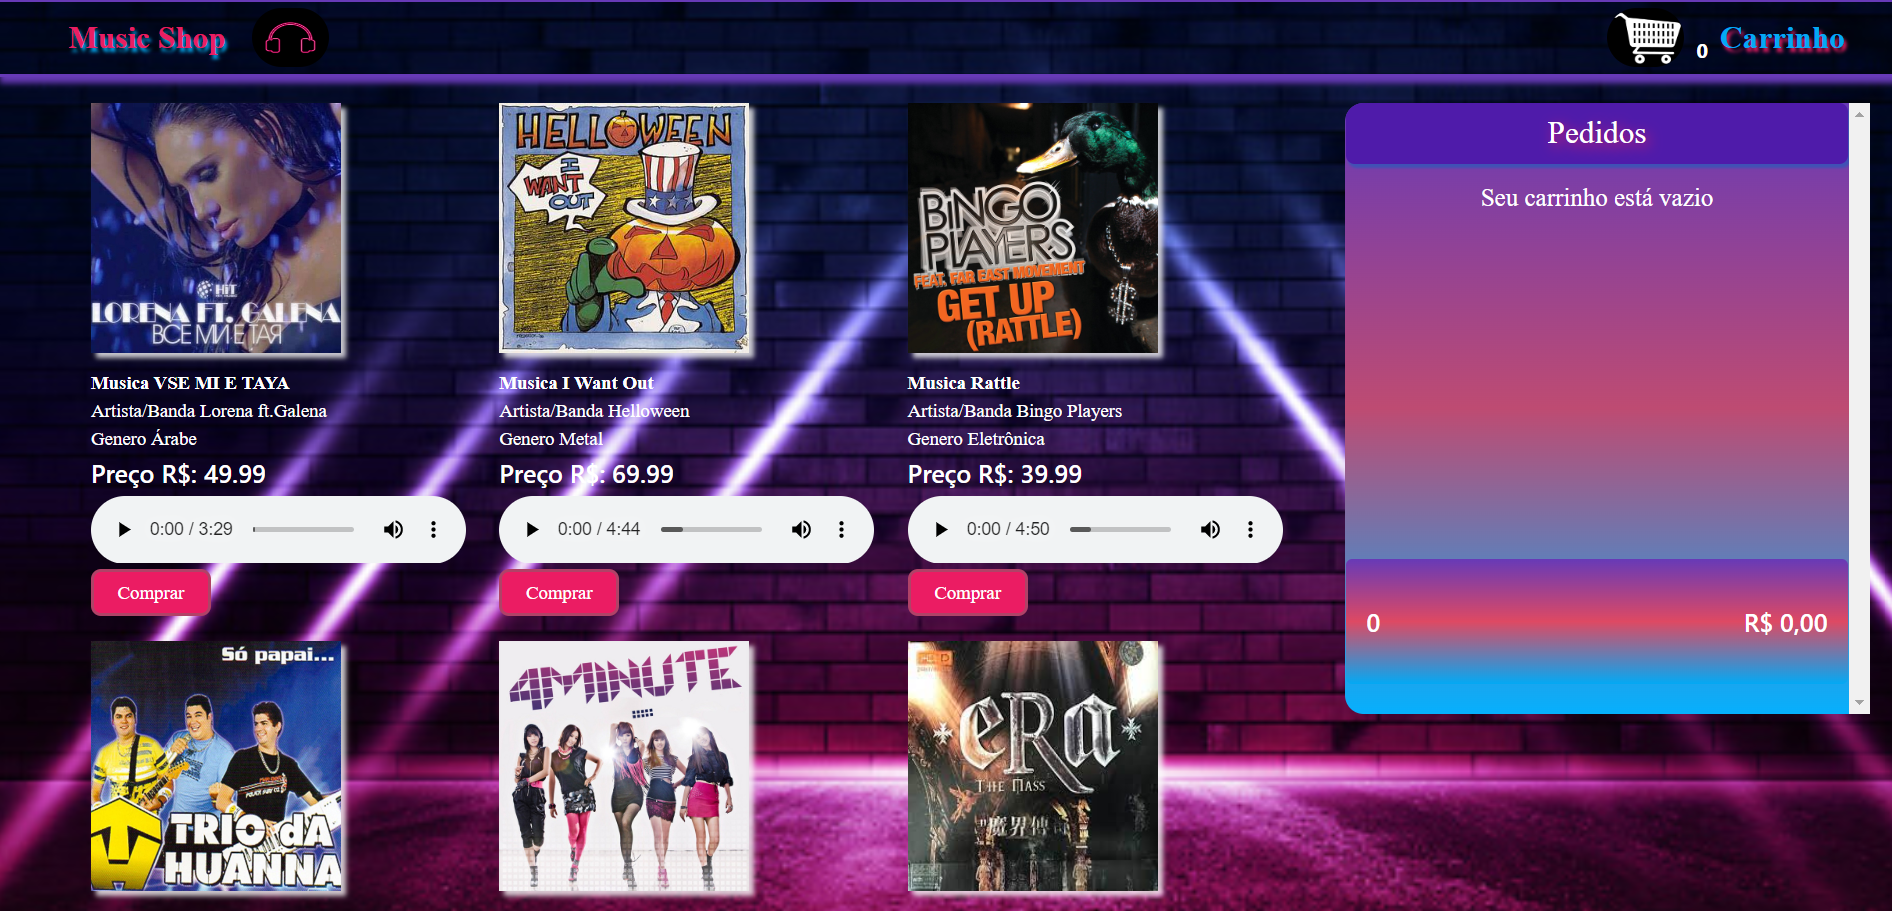 Music Shop
0 Carrinho
HiT
LORENA FT. GALENA
ВСЕ МИ Е ТАЯ
HELLOWEEN
I
WANT
OUT
BINGO
PLAYERS
FEAT. FAR EAST MOVEMENT
GET UP
(RATTLE)
Musica VSE MI E TAYA
Artista/Banda Lorena ft.Galena
Genero Árabe
Preço R$: 49.99
0:00 / 3:29
Comprar
Musica I Want Out
Artista/Banda Helloween
Genero Metal
Preço R$: 69.99
0:00 / 4:44
Comprar
Musica Rattle
Artista/Banda Bingo Players
Genero Eletrônica
Preço R$: 39.99
0:00 / 4:50
Comprar
Só papai...
TRIO dA
HUANNA
4MINUTE
eRa
THE MASS
Pedidos
Seu carrinho está vazio
0
R$ 0,00